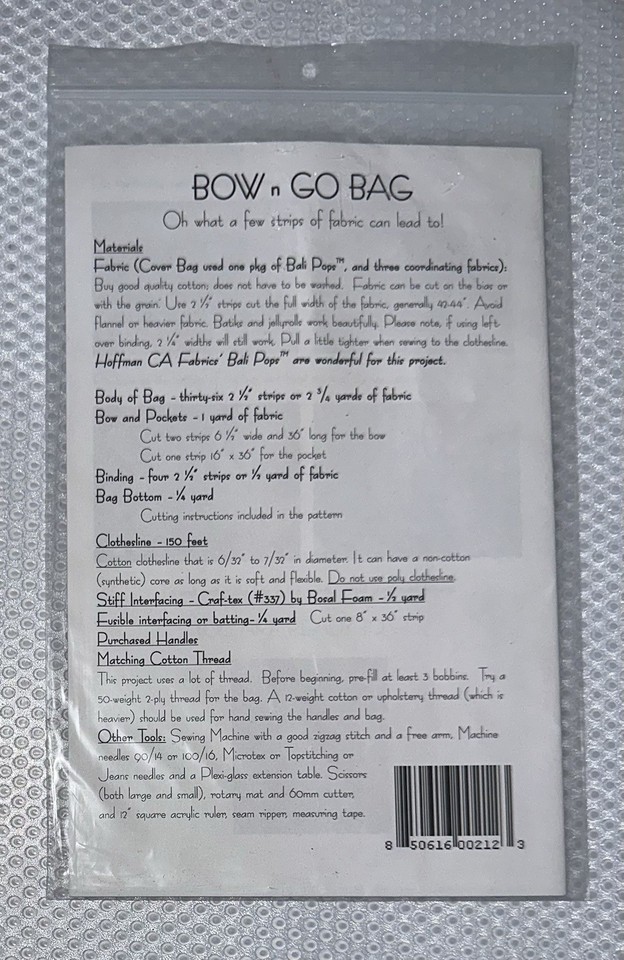 BOW n GO BAG
Oh what a few strips of fabric can lead to!
Materials
Fabric (Cover Bag used one pkg of Bali Pops™, and three coordinating fabrics):
Buy good quality cotton; does not have to be washed. Fabric can be cut on the bias or
with the grain. Use 2 ½" strips cut the full width of the fabric, generally 42-44". Avoid
flannel or heavier fabric. Batiks and jellyrolls work beautifully. Please note, if using left-
over binding, 2 ¼" widths will still work. Pull a little tighter when sewing to the clothesline.
Hoffman CA Fabrics' Bali Pops™ are wonderful for this project.
Body of Bag - thirty-six 2 ½" strips or 2 ¾ yards of fabric
Bow and Pockets - 1 yard of fabric
Cut two strips 6 ½" wide and 36" long for the bow
Cut one strip 16" x 36" for the pocket
Binding - four 2 ½" strips or ½ yard of fabric
Bag Bottom - ¼ yard
Cutting instructions included in the pattern
Clothesline - 150 feet
Cotton clothesline that is 6/32" to 7/32" in diameter. It can have a non-cotton
(synthetic) core as long as it is soft and flexible. Do not use poly clothesline.
Stiff Interfacing - Craf-tex (#337) by Bosal Foam - ½ yard
Fusible interfacing or batting- ¼ yard Cut one 8" x 36" strip
Purchased Handles
Matching Cotton Thread
This project uses a lot of thread. Before beginning, pre-fill at least 3 bobbins. Try a
50-weight 2-ply thread for the bag. A 12-weight cotton or upholstery thread (which is
heavier) should be used for hand sewing the handles and bag.
Other Tools: Sewing Machine with a good zigzag stitch and a free arm, Machine
needles 90/14 or 100/16, Microtex or Topstitching or
Jeans needles and a Plexi-glass extension table. Scissors
(both large and small), rotary mat and 60mm cutter,
and 12" square acrylic ruler, seam ripper, measuring tape.
8 50616 00212 3